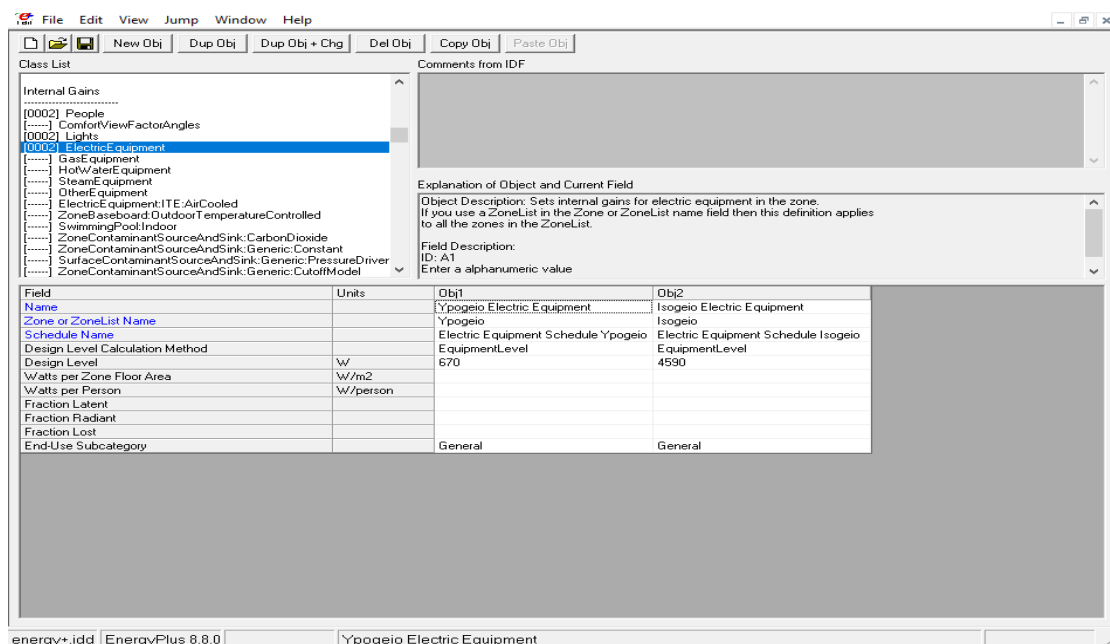 File Edit View Jump Window Help
New Obj Dup Obj Dup Obj + Chg Del Obj Copy Obj Paste Obj
Class List
Internal Gains
-------------------------
[0002] People
[------] ComfortViewFactorAngles
[0002] Lights
[0002] ElectricEquipment
[------] GasEquipment
[------] HotWaterEquipment
[------] SteamEquipment
[------] OtherEquipment
[------] ElectricEquipment:ITE:AirCooled
[------] ZoneBaseboard:OutdoorTemperatureControlled
[------] SwimmingPool:Indoor
[------] ZoneContaminantSourceAndSink:CarbonDioxide
[------] ZoneContaminantSourceAndSink:Generic:Constant
[------] SurfaceContaminantSourceAndSink:Generic:PressureDriver
[------] ZoneContaminantSourceAndSink:Generic:CutoffModel
Comments from IDF
Explanation of Object and Current Field
Object Description: Sets internal gains for electric equipment in the zone.
If you use a ZoneList in the Zone or ZoneList name field then this definition applies
to all the zones in the ZoneList.
Field Description:
ID: A1
Enter a alphanumeric value
Field Units Obj1 Obj2
Name Ypogeio Electric Equipment Isogeio Electric Equipment
Zone or ZoneList Name Ypogeio Isogeio
Schedule Name Electric Equipment Schedule Ypogeio Electric Equipment Schedule Isogeio
Design Level Calculation Method EquipmentLevel EquipmentLevel
Design Level W 670 4590
Watts per Zone Floor Area W/m2
Watts per Person W/person
Fraction Latent
Fraction Radiant
Fraction Lost
End-Use Subcategory General General
energy+.idd EnergyPlus 8.8.0 Ypogeio Electric Equipment